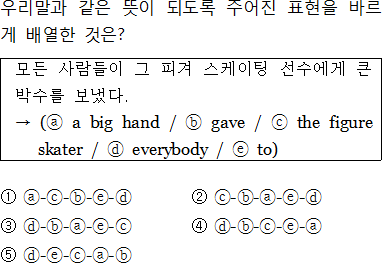 우리말과 같은 뜻이 되도록 주어진 표현을 바르
게 배열한 것은?
모든 사람들이 그 피겨 스케이팅 선수에게 큰
박수를 보냈다.
→ (ⓐ a big hand / ⓑ gave / ⓒ the figure
skater / ⓓ everybody / ⓔ to)
① ⓐ-ⓒ-ⓑ-ⓔ-ⓓ ② ⓒ-ⓑ-ⓐ-ⓔ-ⓓ
③ ⓓ-ⓑ-ⓐ-ⓔ-ⓒ ④ ⓓ-ⓑ-ⓒ-ⓔ-ⓐ
⑤ ⓓ-ⓔ-ⓒ-ⓐ-ⓑ